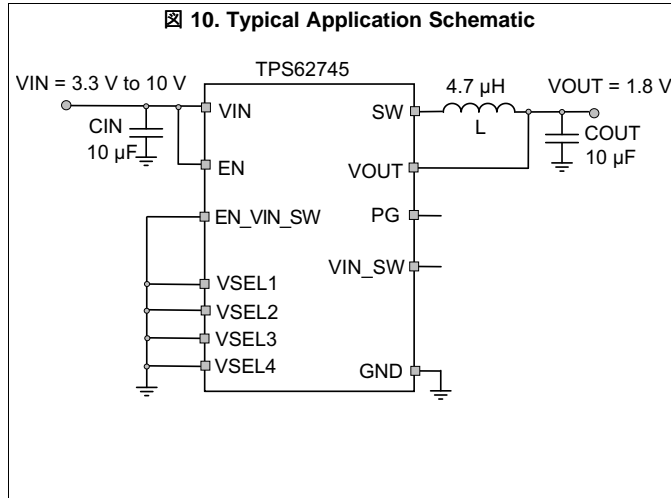 図 10. Typical Application Schematic
TPS62745
VIN = 3.3 V to 10 V
VIN
CIN
10 µF
EN
EN_VIN_SW
VSEL1
VSEL2
VSEL3
VSEL4
SW
4.7 µH
L
VOUT = 1.8 V
COUT
10 µF
VOUT
PG
VIN_SW
GND